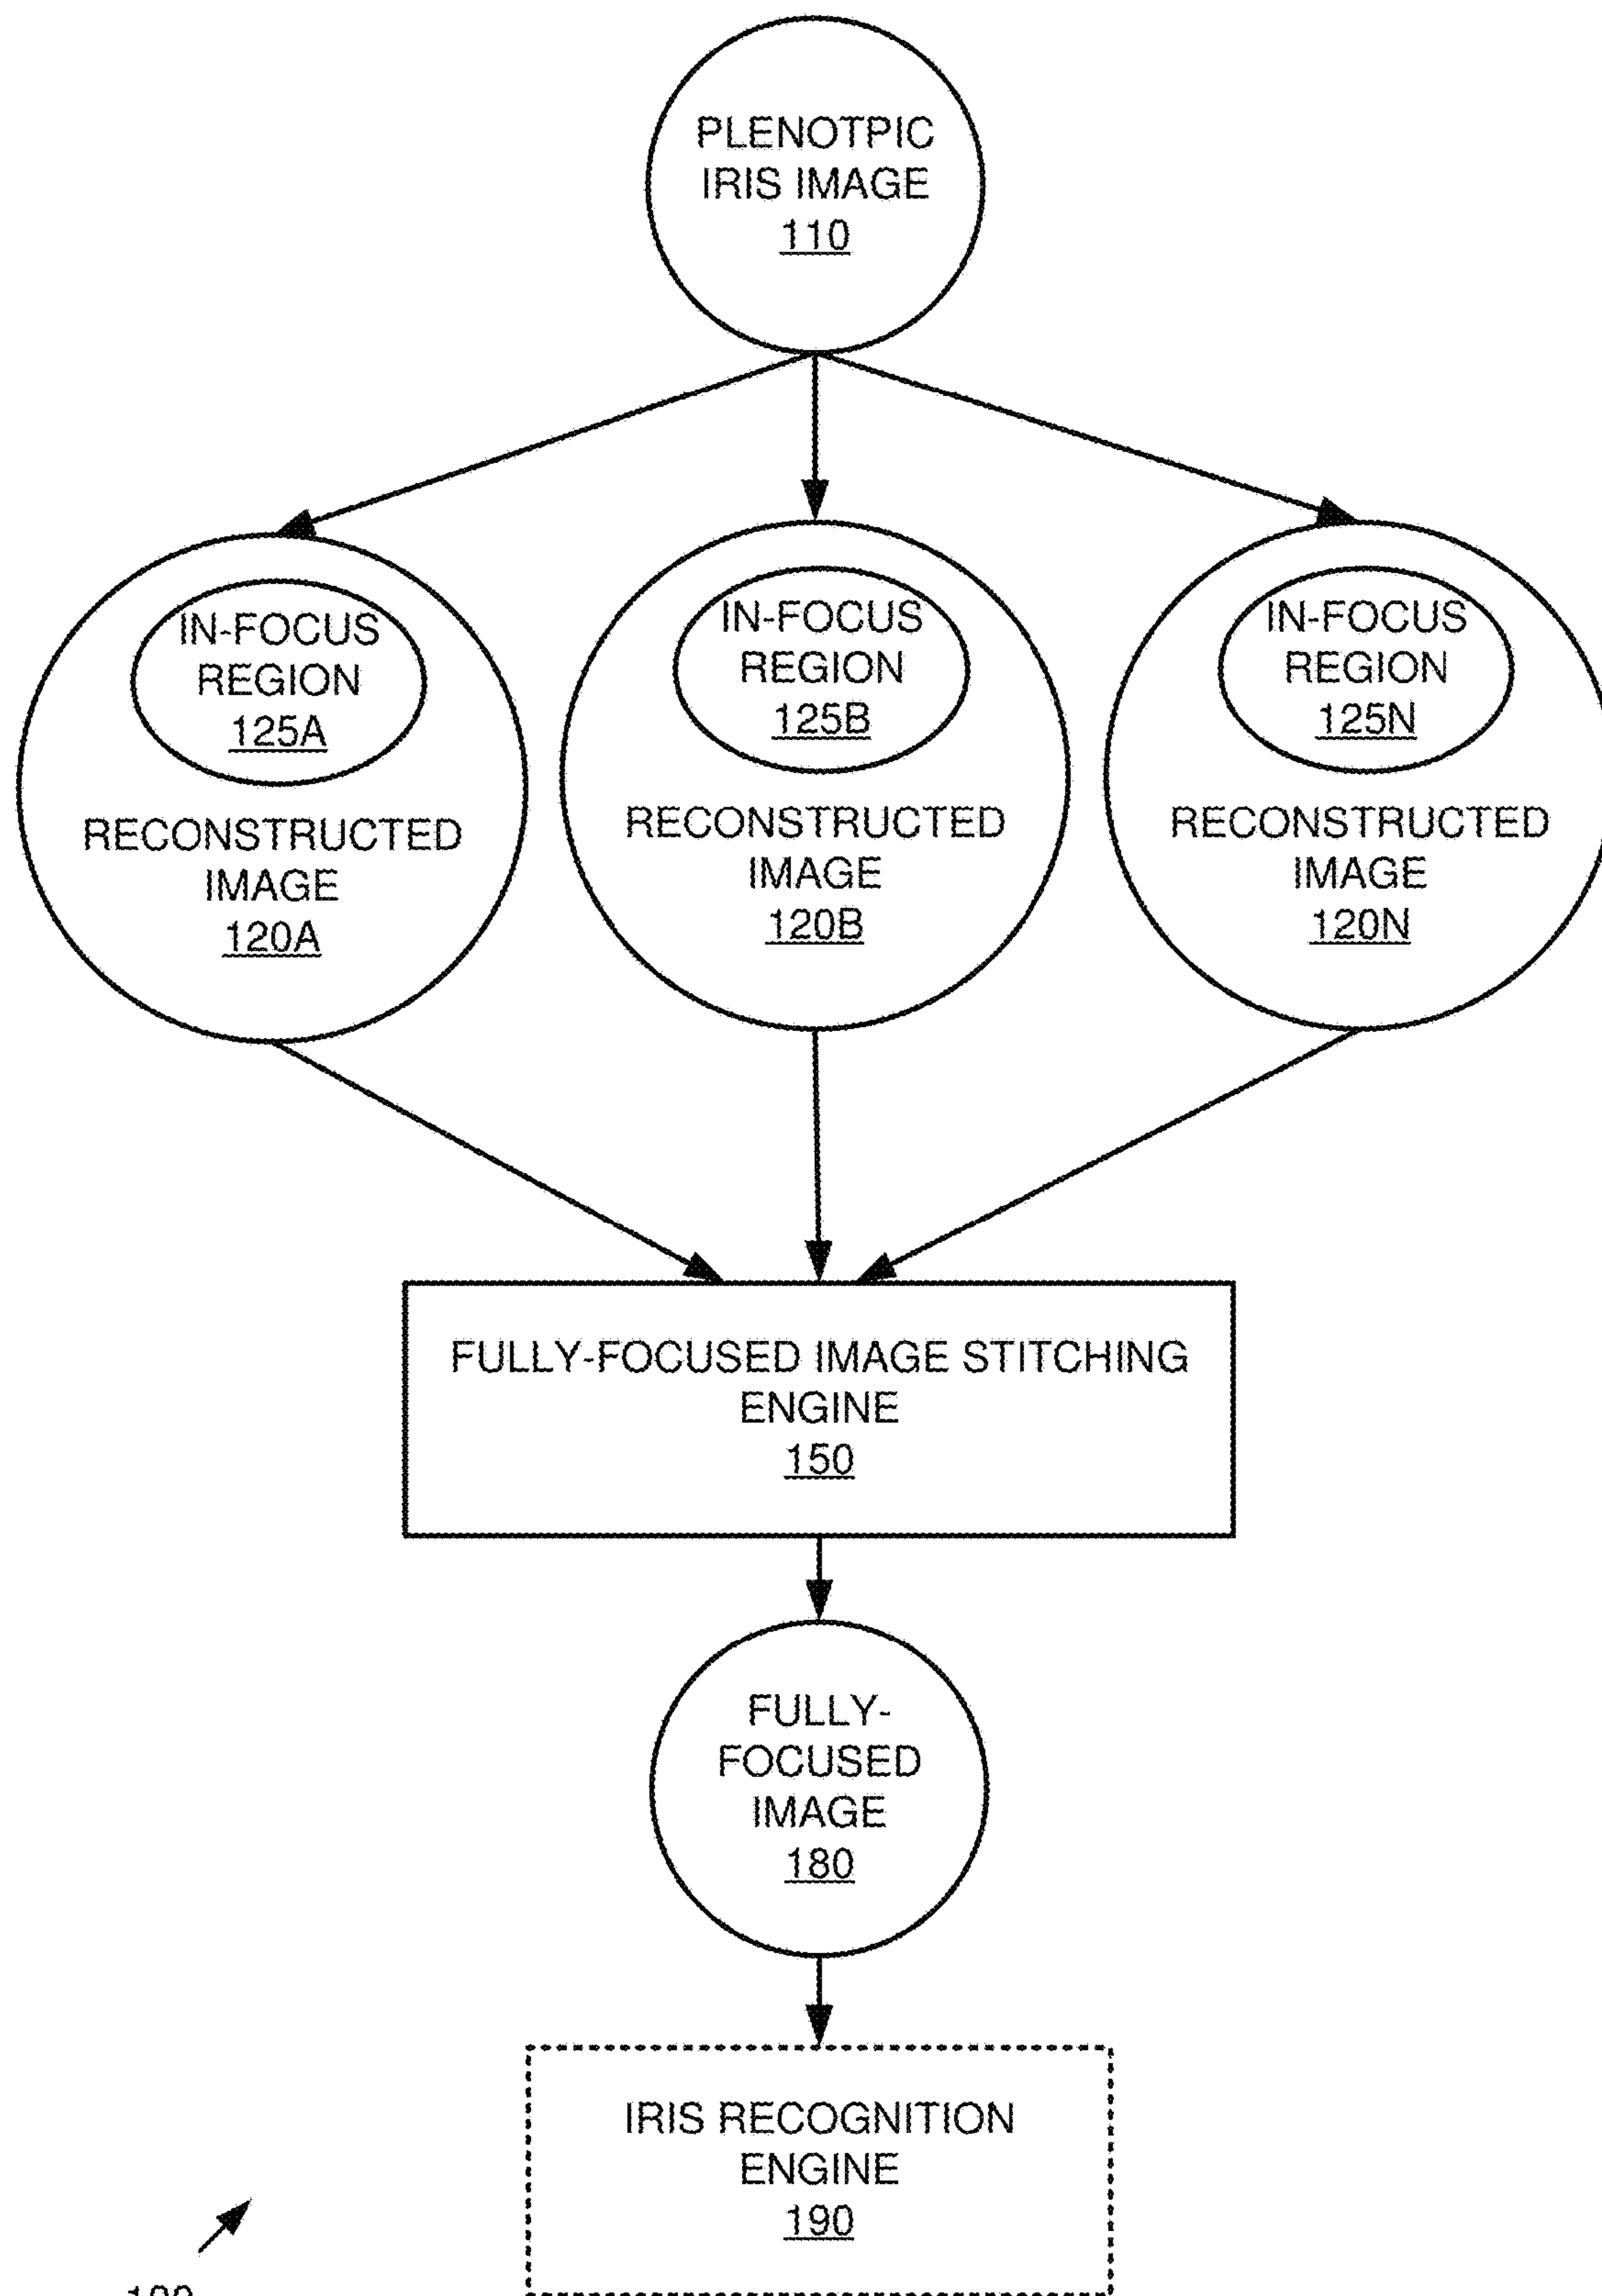 PLENOTPIC
IRIS IMAGE
110
IN-FOCUS
REGION
125A
RECONSTRUCTED
IMAGE
120A
IN-FOCUS
REGION
125B
RECONSTRUCTED
IMAGE
120B
IN-FOCUS
REGION
125N
RECONSTRUCTED
IMAGE
120N
FULLY-FOCUSED IMAGE STITCHING
ENGINE
150
FULLY-
FOCUSED
IMAGE
180
IRIS RECOGNITION
ENGINE
190